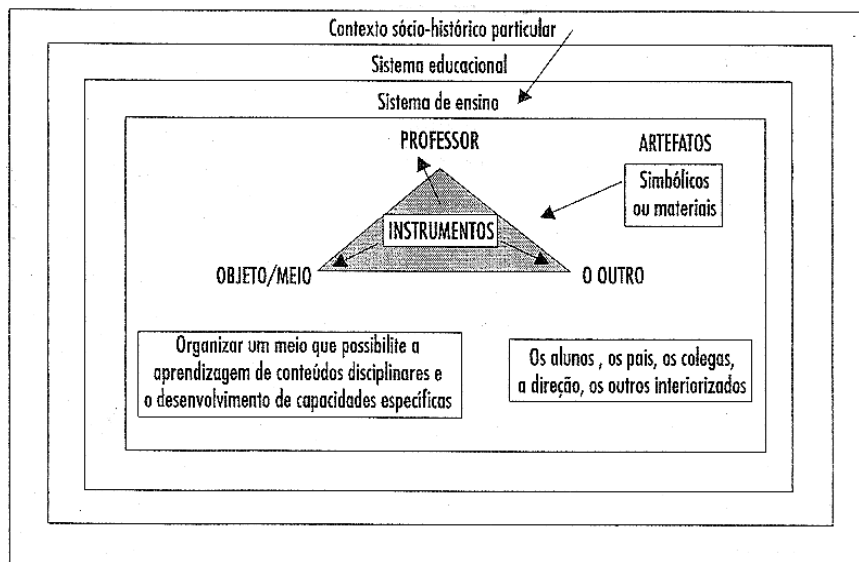 Contexto sócio-histórico particular
Sistema educacional
Sistema de ensino
PROFESSOR
ARTEFATOS
Simbólicos
ou materiais
INSTRUMENTOS
OBJETO/MEIO
O OUTRO
Organizar um meio que possibilite a
aprendizagem de conteúdos disciplinares e
o desenvolvimento de capacidades específicas
Os alunos , os pais, os colegas,
a direção, os outros interiorizados